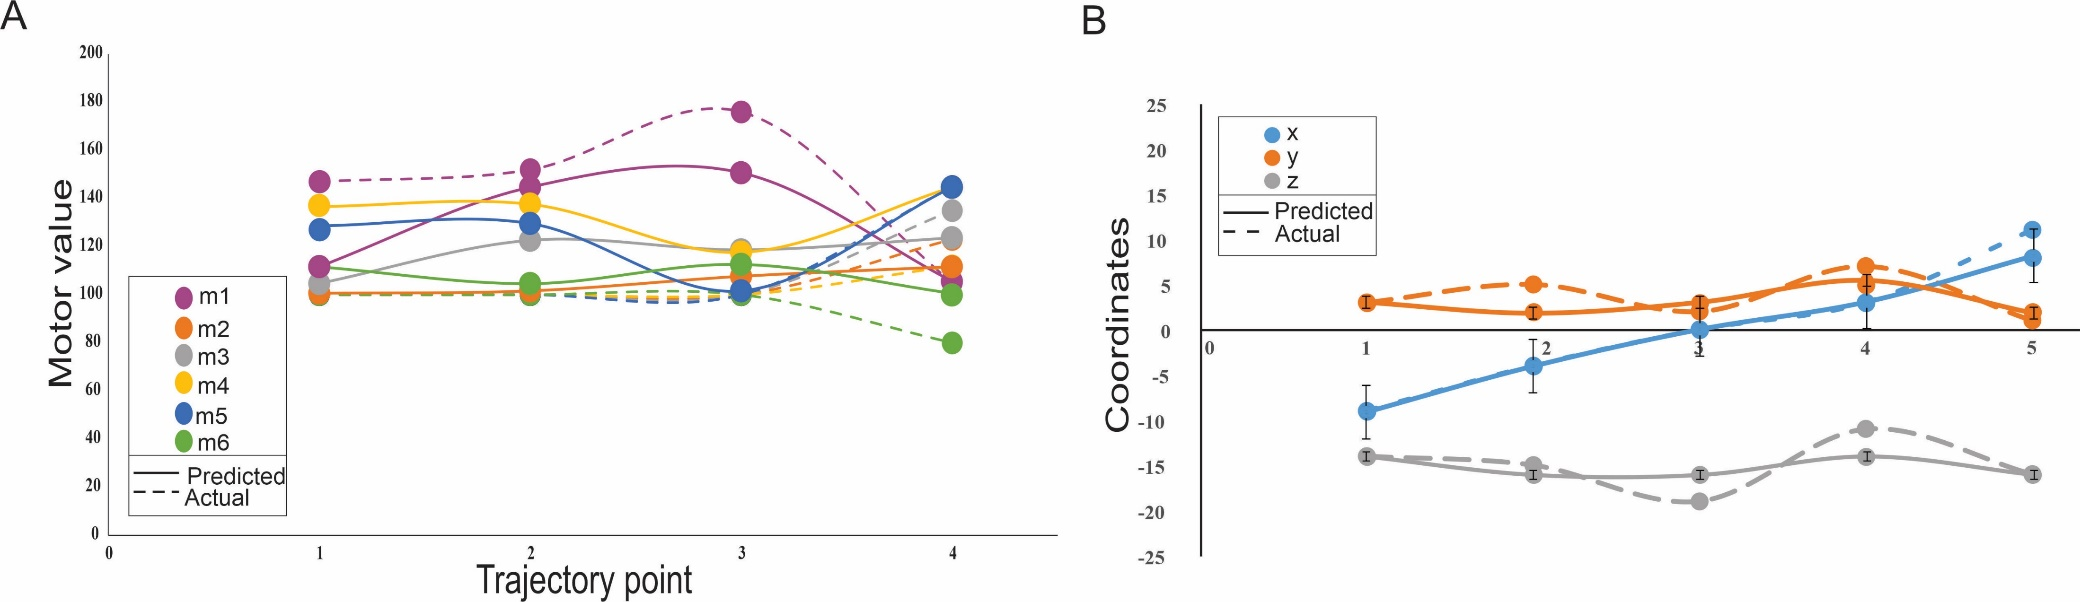 A
Motor value
200
180
160
140
120
100
80
60
40
20
0
m1
m2
m3
m4
m5
m6
Predicted
Actual
0 1 2 3 4
Trajectory point
B
Coordinates
25
20
15
10
5
0
-5
-10
-15
-20
-25
x
y
z
Predicted
Actual
0 1 2 3 4 5